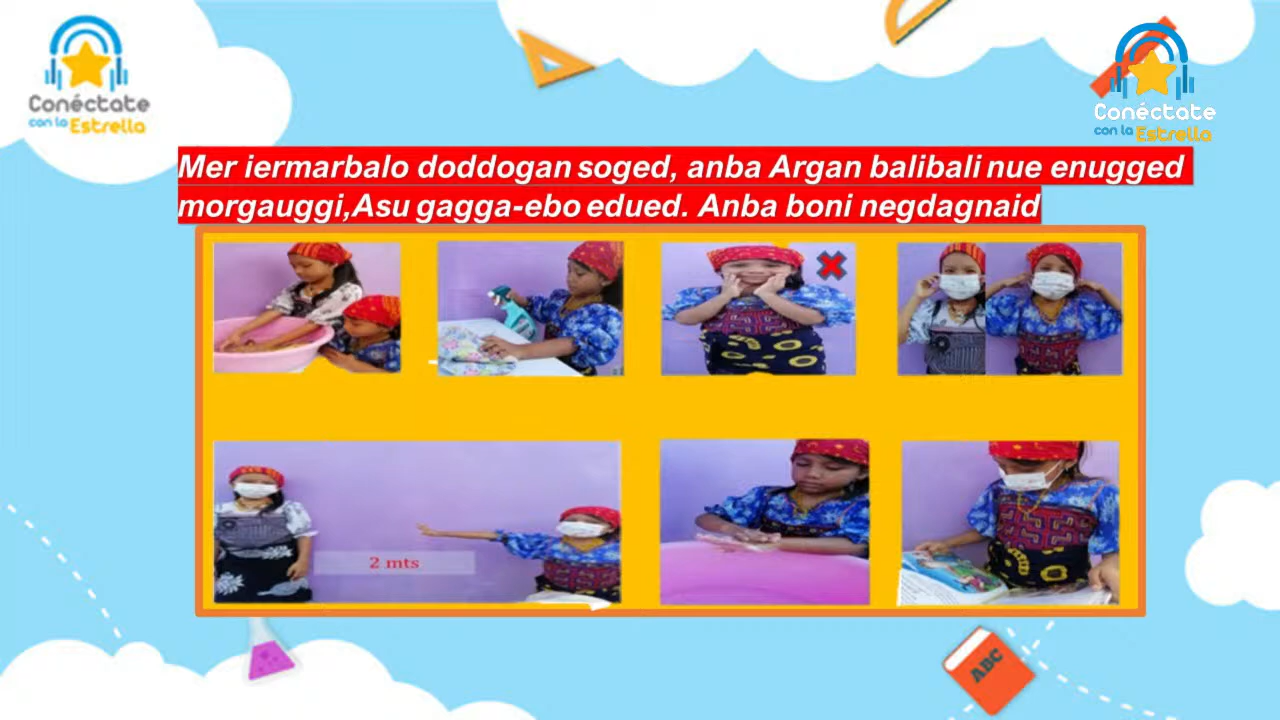 Conéctate
con la Estrella
Conéctate
con la Estrella
Mer iermarbalo doddogan soged, anba Argan balibali nue enugged
morgauggi,Asu gagga-ebo edued. Anba boni negdagnaid
2 mts
ABC